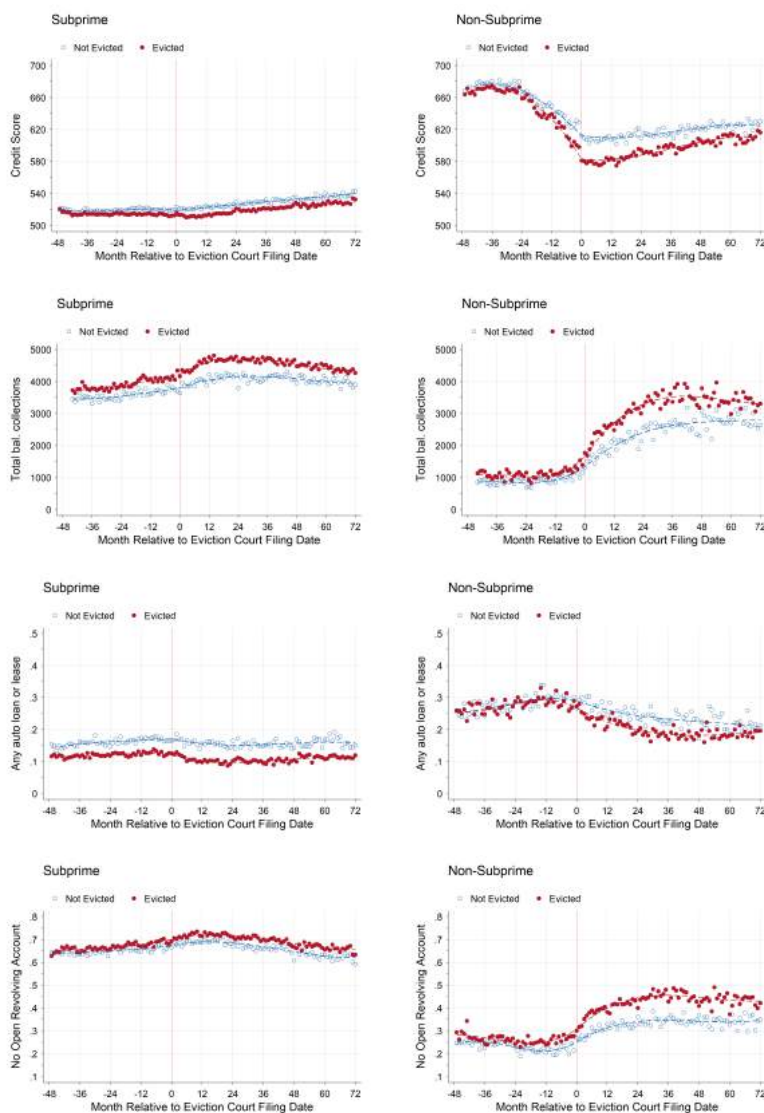 Subprime
Not Evicted Evicted
700
660
620
580
540
500
Credit Score
-48 -36 -24 -12 0 12 24 36 48 60 72
Month Relative to Eviction Court Filing Date
Non-Subprime
Not Evicted Evicted
700
660
620
580
540
500
Credit Score
-48 -36 -24 -12 0 12 24 36 48 60 72
Month Relative to Eviction Court Filing Date
Subprime
Not Evicted Evicted
5000
4000
3000
2000
1000
0
Total bal. collections
-48 -36 -24 -12 0 12 24 36 48 60 72
Month Relative to Eviction Court Filing Date
Non-Subprime
Not Evicted Evicted
5000
4000
3000
2000
1000
0
Total bal. collections
-48 -36 -24 -12 0 12 24 36 48 60 72
Month Relative to Eviction Court Filing Date
Subprime
Not Evicted Evicted
.5
.4
.3
.2
.1
0
Any auto loan or lease
-48 -36 -24 -12 0 12 24 36 48 60 72
Month Relative to Eviction Court Filing Date
Non-Subprime
Not Evicted Evicted
.5
.4
.3
.2
.1
0
Any auto loan or lease
-48 -36 -24 -12 0 12 24 36 48 60 72
Month Relative to Eviction Court Filing Date
Subprime
Not Evicted Evicted
.8
.7
.6
.5
.4
.3
.2
.1
No Open Revolving Account
-48 -36 -24 -12 0 12 24 36 48 60 72
Month Relative to Eviction Court Filing Date
Non-Subprime
Not Evicted Evicted
.8
.7
.6
.5
.4
.3
.2
.1
No Open Revolving Account
-48 -36 -24 -12 0 12 24 36 48 60 72
Month Relative to Eviction Court Filing Date